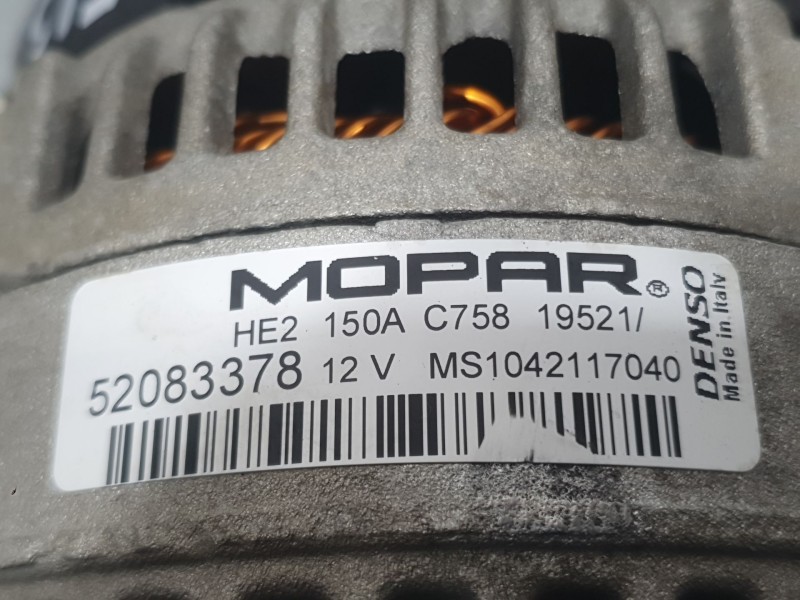 MOPAR®
HE2 150A C758 19521/
52083378 12 V MS1042117040
DENSO
Made in Italy